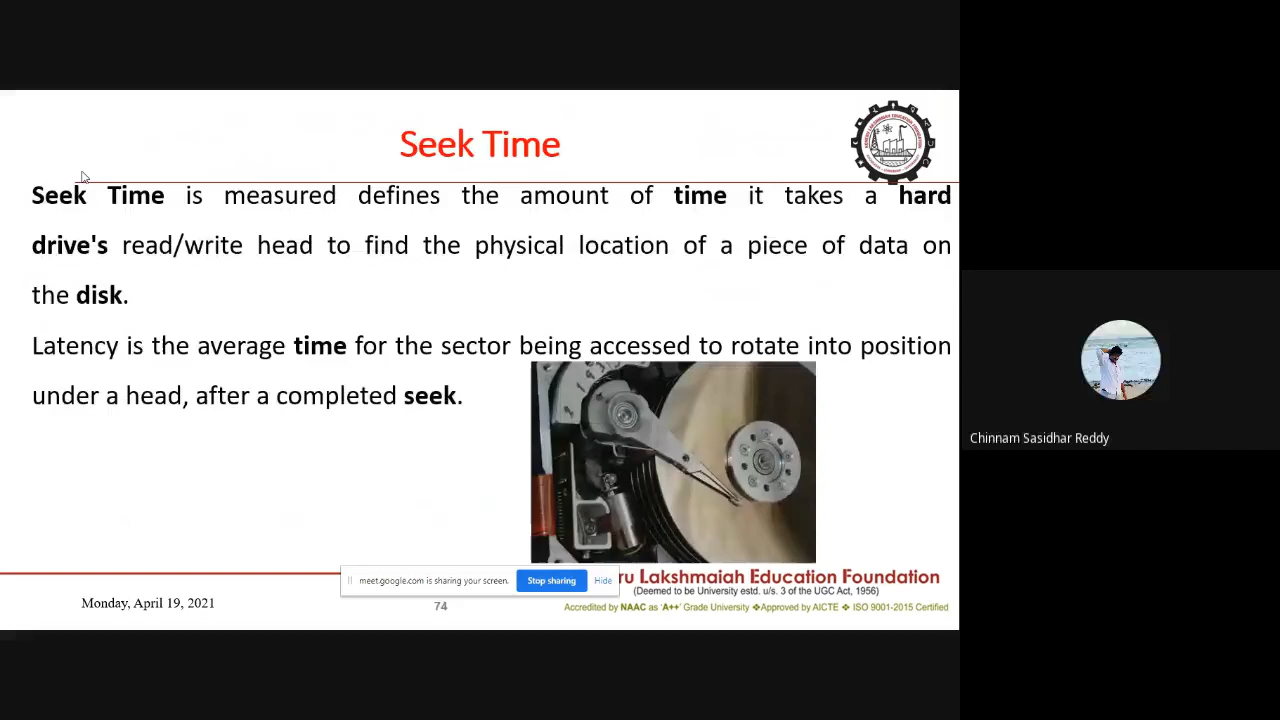 Seek Time
Seek Time is measured defines the amount of time it takes a hard
drive's read/write head to find the physical location of a piece of data on
the disk.
Latency is the average time for the sector being accessed to rotate into position
under a head, after a completed seek.
Chinnam Sasidhar Reddy
meet.google.com is sharing your screen.
Stop sharing
Hide
ru Lakshmaiah Education Foundation
(Deemed to be University estd. u/s. 3 of the UGC Act, 1956)
Monday, April 19, 2021
74
Accredited by NAAC as ‘A++’ Grade University ❖Approved by AICTE ❖ ISO 9001-2015 Certified